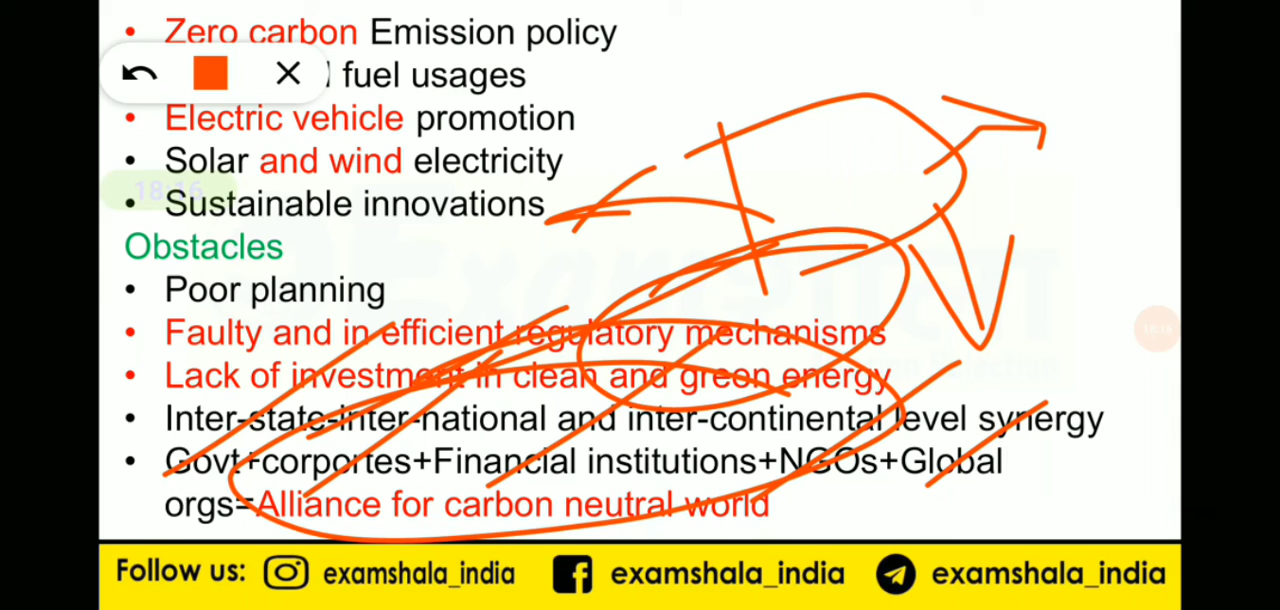 • Zero carbon Emission policy
fuel usages
• Electric vehicle promotion
• Solar and wind electricity
18:16
• Sustainable innovations
Obstacles
• Poor planning
• Faulty and in efficient regulatory mechanisms
• Lack of investment in clean and green energy
• Inter-state-inter-national and inter-continental level synergy
• Govt+corportes+Financial institutions+NGOs+Global
orgs=Alliance for carbon neutral world
Follow us: examshala_india examshala_india examshala_india